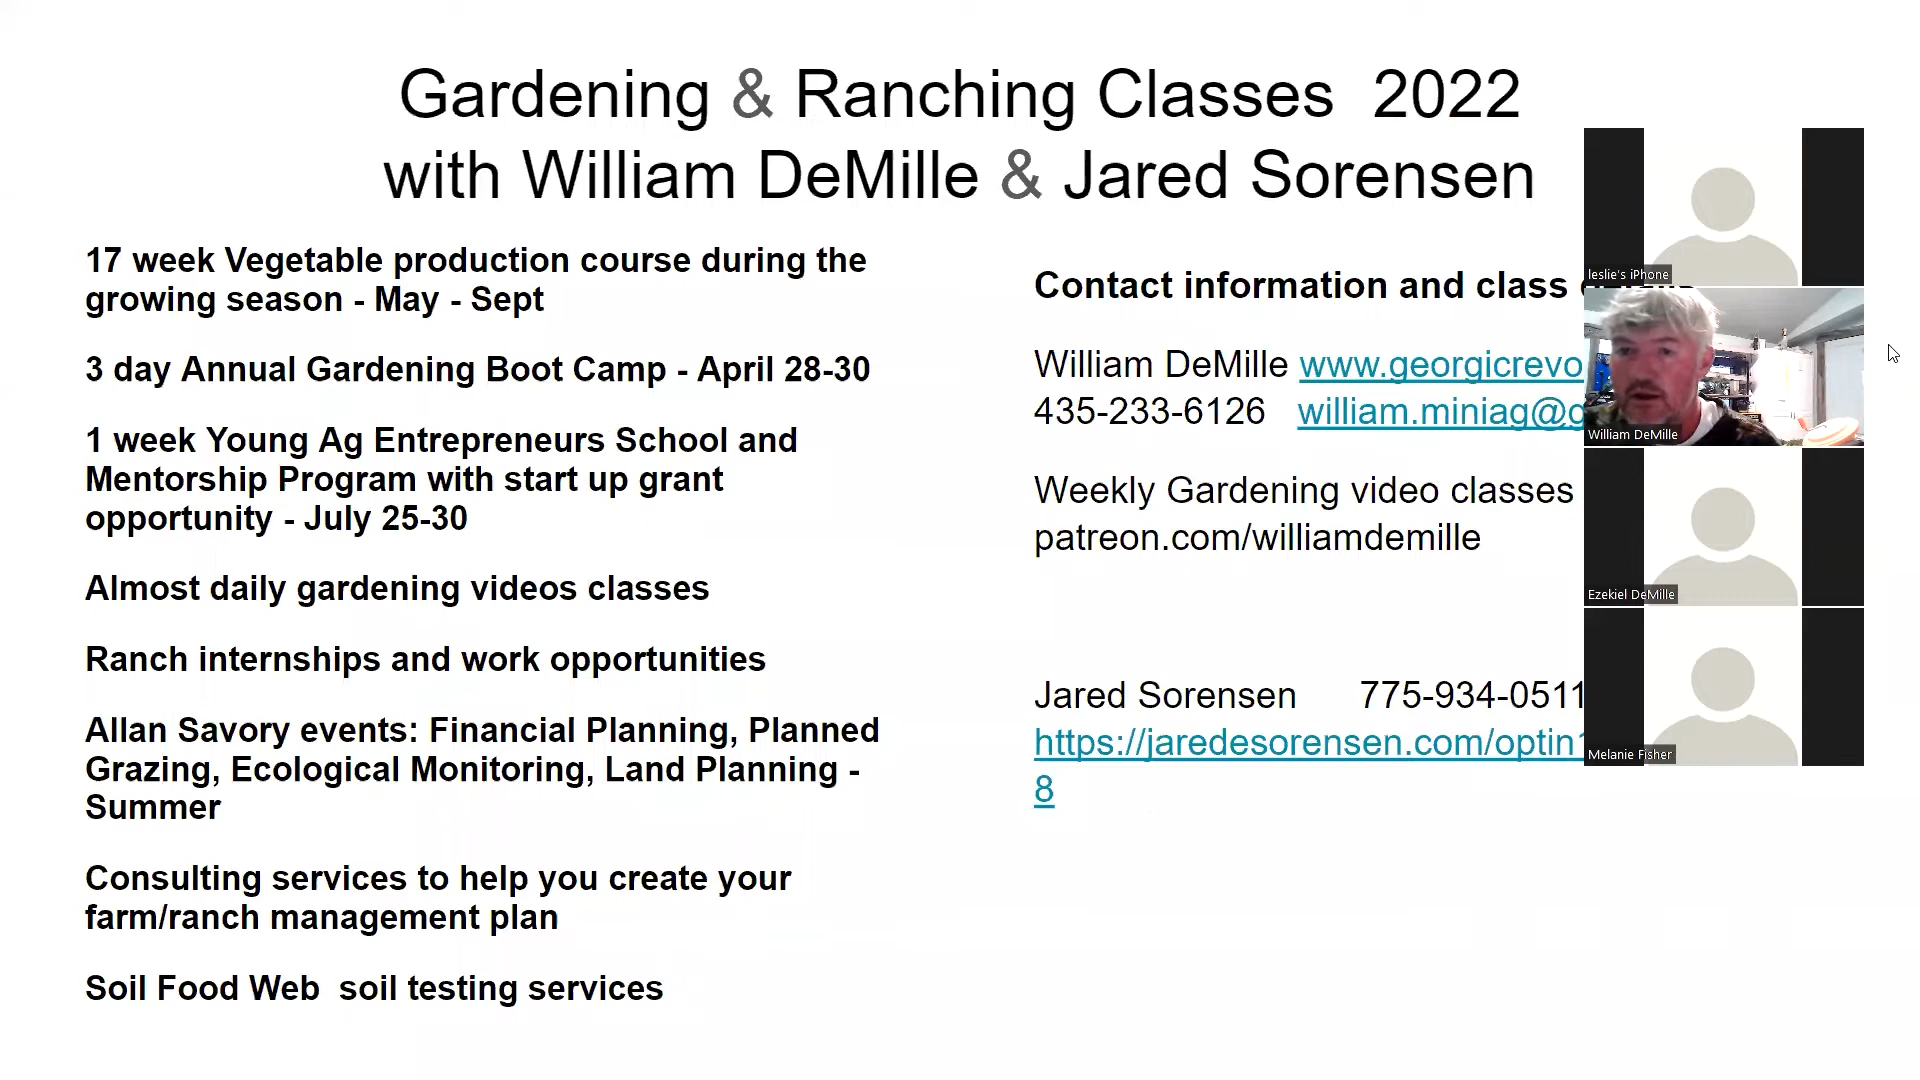 Gardening & Ranching Classes 2022
with William DeMille & Jared Sorensen
17 week Vegetable production course during the
growing season - May - Sept
3 day Annual Gardening Boot Camp - April 28-30
1 week Young Ag Entrepreneurs School and
Mentorship Program with start up grant
opportunity - July 25-30
Almost daily gardening videos classes
Ranch internships and work opportunities
Allan Savory events: Financial Planning, Planned
Grazing, Ecological Monitoring, Land Planning -
Summer
Consulting services to help you create your
farm/ranch management plan
Soil Food Web soil testing services
Contact information and class
William DeMille www.georgicrevo
435-233-6126 william.miniag@g
Weekly Gardening video classes
patreon.com/williamdemille
Jared Sorensen 775-934-0511
https://jaredesorensen.com/optin1
8
leslie's iPhone
William DeMille
Ezekiel DeMille
Melanie Fisher